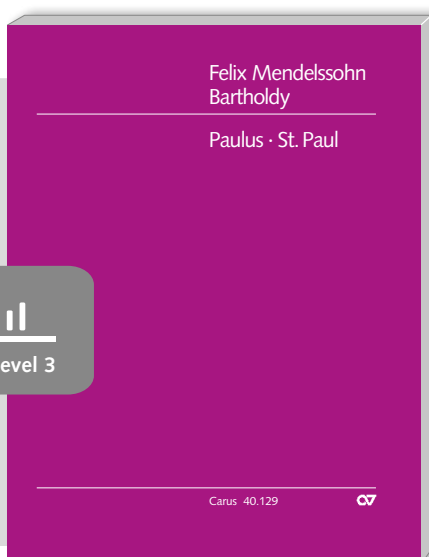 Felix Mendelssohn
Bartholdy
Paulus · St. Paul
evel 3
Carus 40.129